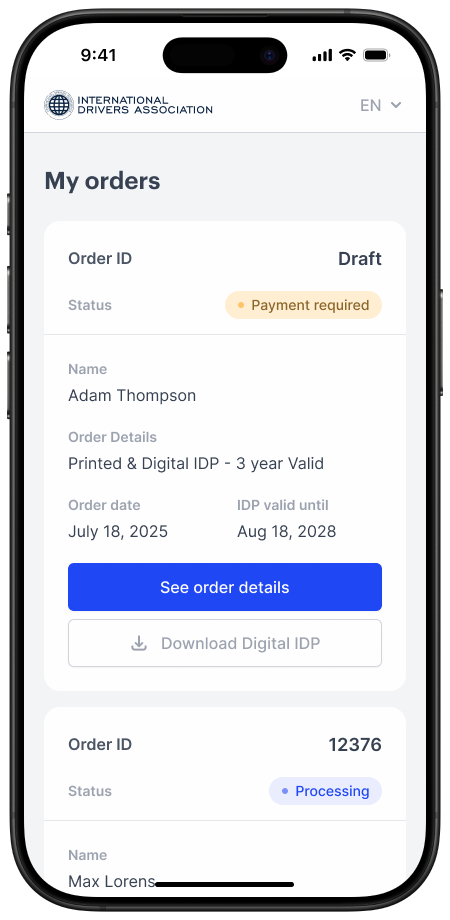 9:41
INTERNATIONAL
DRIVERS ASSOCIATION
EN
My orders
Order ID Draft
Status Payment required
Name
Adam Thompson
Order Details
Printed & Digital IDP - 3 year Valid
Order date IDP valid until
July 18, 2025 Aug 18, 2028
See order details
Download Digital IDP
Order ID 12376
Status Processing
Name
Max Lorens